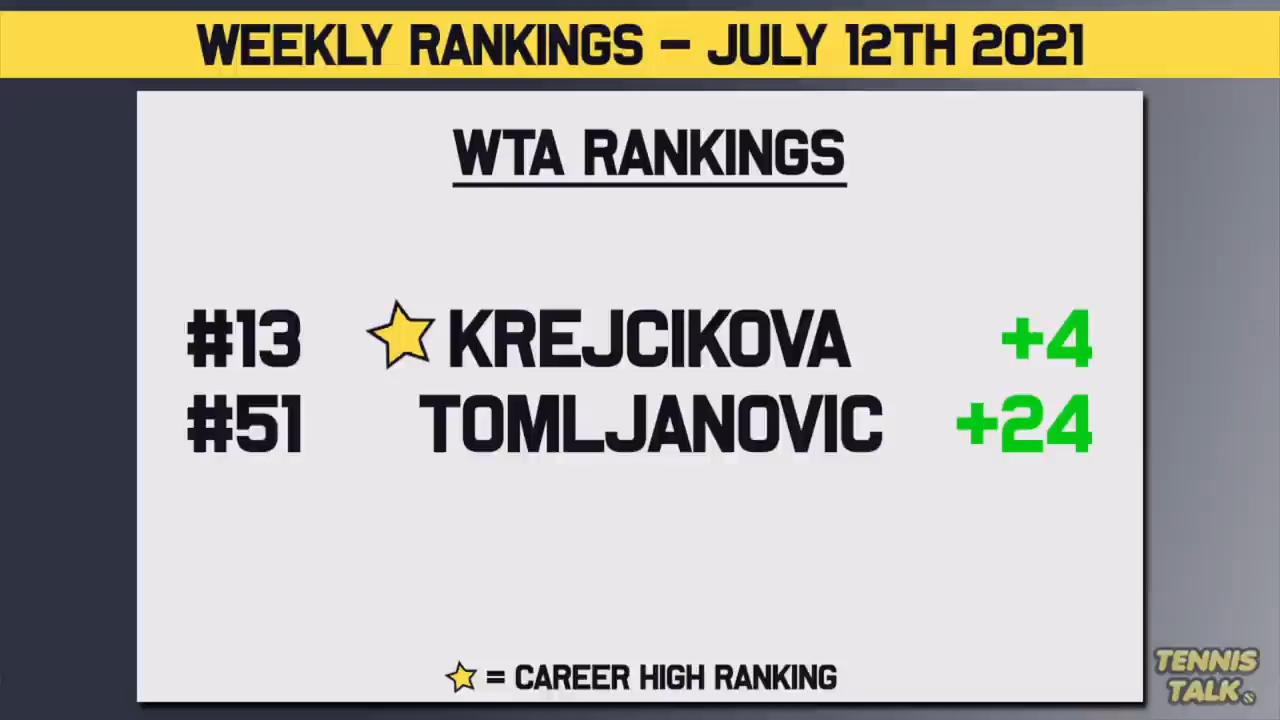 WEEKLY RANKINGS – JULY 12TH 2021
WTA RANKINGS
#13 KREJCIKOVA +4
#51 TOMLJANOVIC +24
= CAREER HIGH RANKING
TENNIS
TALK